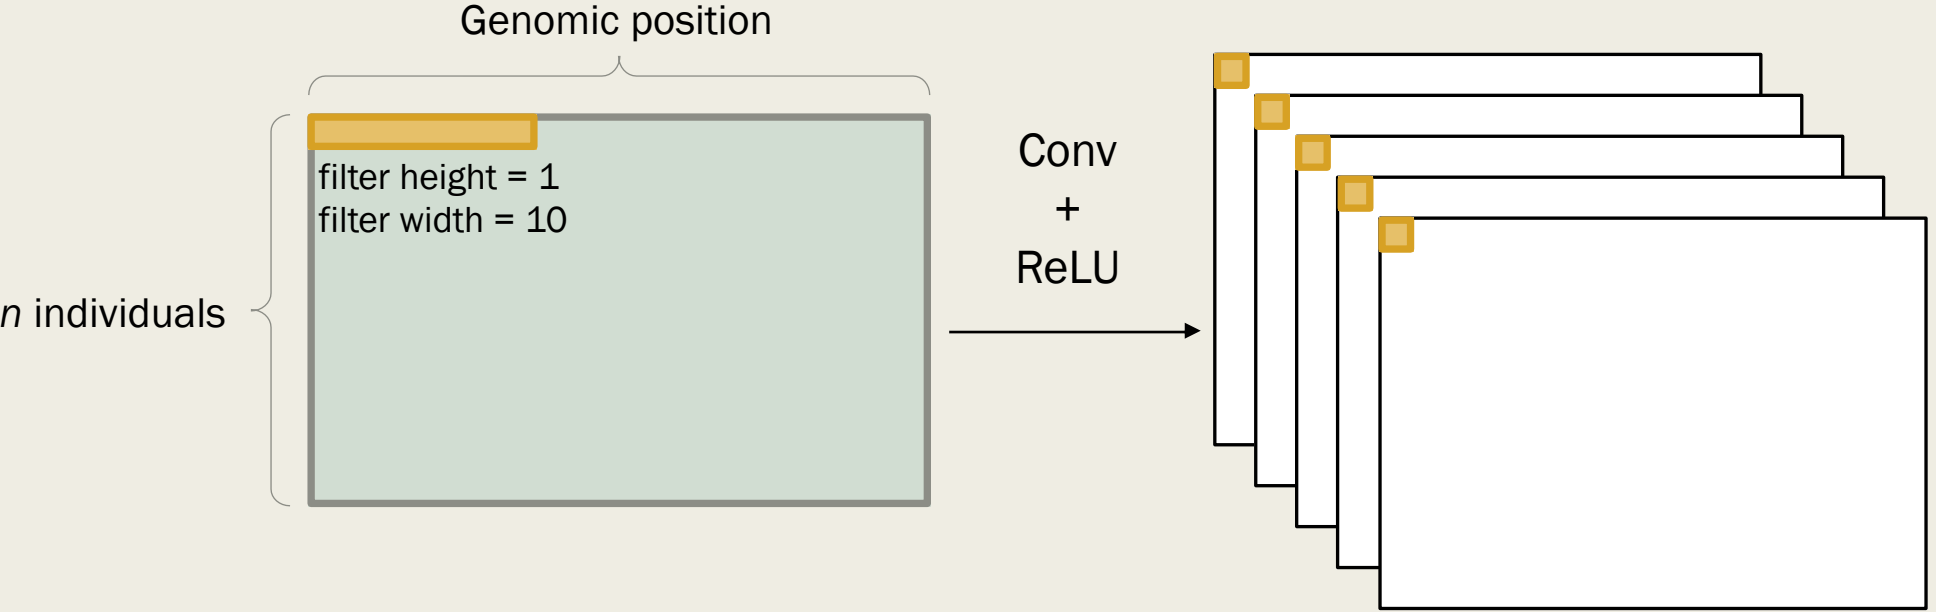 Genomic position
filter height = 1
filter width = 10
n individuals
Conv
+
ReLU